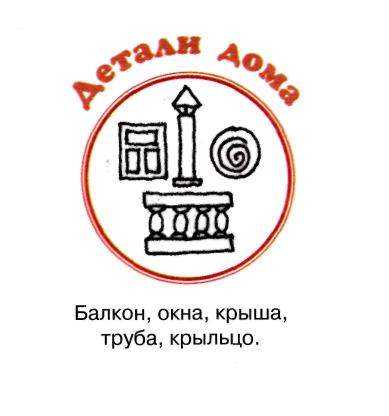 Детали дома
Балкон, окна, крыша,
труба, крыльцо.